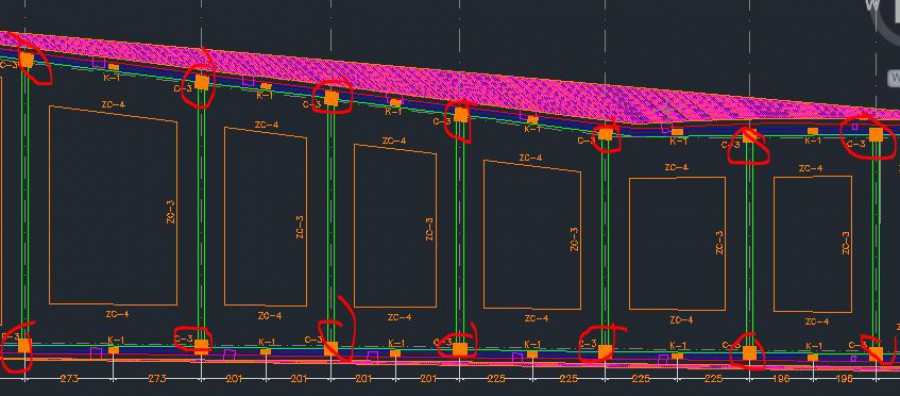 W
W
C-3 K-1 C-3 K-1 C-3 K-1 C-3 K-1 C-3 K-1 C-3 K-1 C-3
ZC-4 ZC-4 ZC-4 ZC-4 ZC-4 ZC-4
ZC-3 ZC-3 ZC-3 ZC-3 ZC-3 ZC-3
ZC-4 ZC-4 ZC-4 ZC-4 ZC-4 ZC-4
C-3 K-1 C-3 K-1 C-3 K-1 C-3 K-1 C-3 K-1 C-3 K-1 C-3
273 273 201 201 201 201 225 225 225 225 196 196